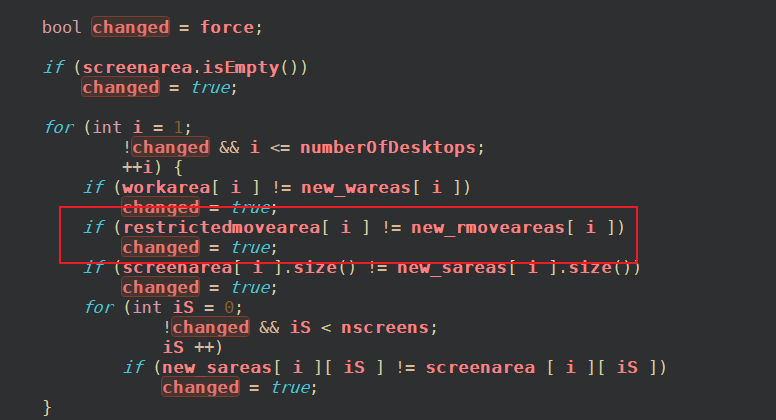 bool changed = force;
if (screenarea.isEmpty())
changed = true;
for (int i = 1;
!changed && i <= numberOfDesktops;
++i) {
if (workarea[ i ] != new_wareas[ i ])
changed = true;
if (restrictedmovearea[ i ] != new_rmoveareas[ i ])
changed = true;
if (screenarea[ i ].size() != new_sareas[ i ].size())
changed = true;
for (int iS = 0;
!changed && iS < nscreens;
iS ++)
if (new_sareas[ i ][ iS ] != screenarea [ i ][ iS ])
changed = true;
}